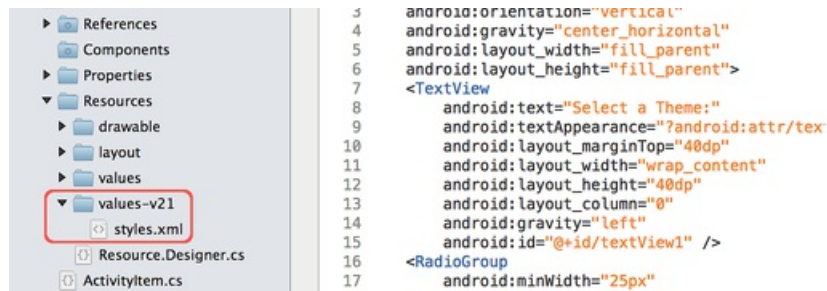 References
Components
Properties
Resources
drawable
layout
values
values-v21
styles.xml
Resource.Designer.cs
ActivityItem.cs
3 android:orientation="vertical"
4 android:gravity="center_horizontal"
5 android:layout_width="fill_parent"
6 android:layout_height="fill_parent">
7 <TextView
8 android:text="Select a Theme:"
9 android:textAppearance="?android:attr/tex
10 android:layout_marginTop="40dp"
11 android:layout_width="wrap_content"
12 android:layout_height="40dp"
13 android:layout_column="0"
14 android:gravity="left"
15 android:id="@+id/textView1" />
16 <RadioGroup
17 android:minWidth="25px"